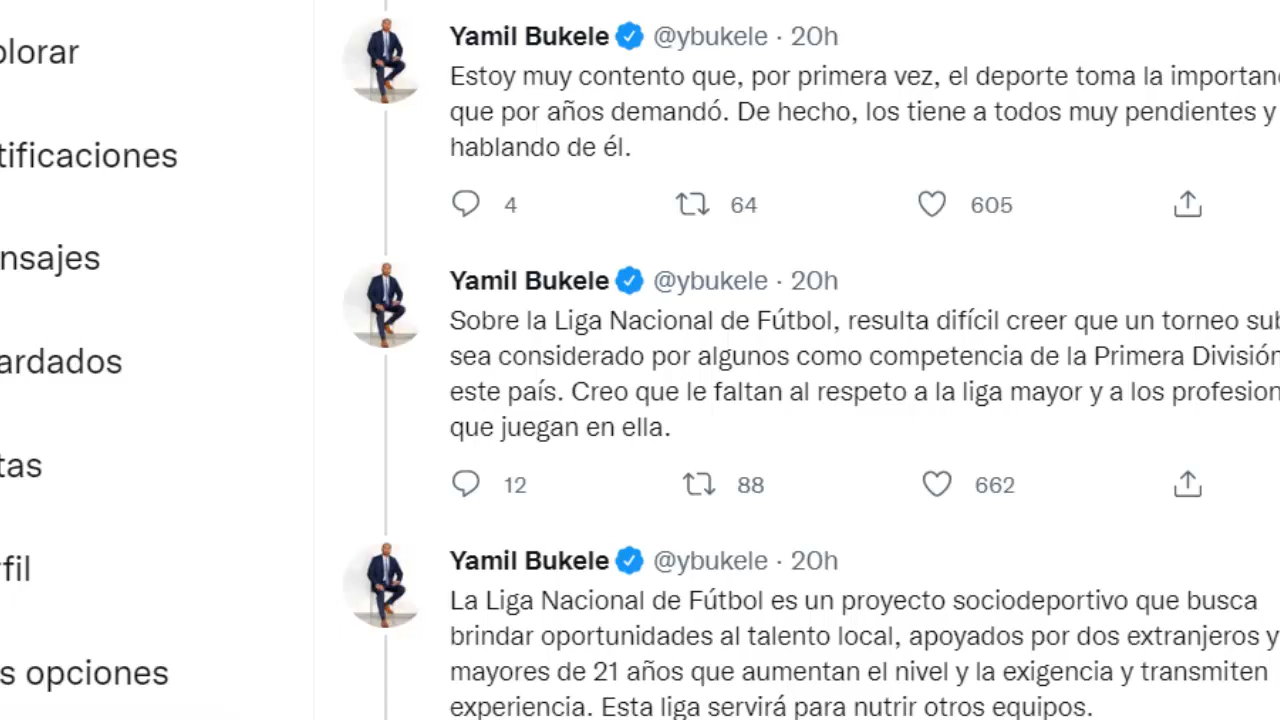 plorar
tificaciones
nsajes
ardados
tas
fil
s opciones
Yamil Bukele @ybukele · 20h
Estoy muy contento que, por primera vez, el deporte toma la importanc
que por años demandó. De hecho, los tiene a todos muy pendientes y
hablando de él.
4 64 605
Yamil Bukele @ybukele · 20h
Sobre la Liga Nacional de Fútbol, resulta difícil creer que un torneo sub
sea considerado por algunos como competencia de la Primera División
este país. Creo que le faltan al respeto a la liga mayor y a los profesion
que juegan en ella.
12 88 662
Yamil Bukele @ybukele · 20h
La Liga Nacional de Fútbol es un proyecto sociodeportivo que busca
brindar oportunidades al talento local, apoyados por dos extranjeros y
mayores de 21 años que aumentan el nivel y la exigencia y transmiten
experiencia. Esta liga servirá para nutrir otros equipos.